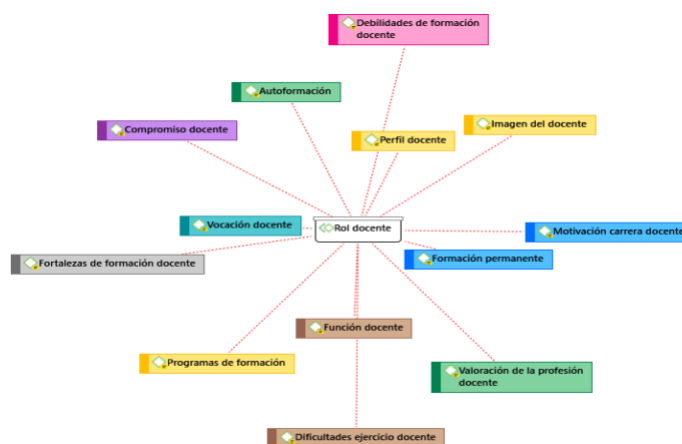 Debilidades de formación
docente
Autoformación
Imagen del docente
Compromiso docente
Perfil docente
Vocación docente
Rol docente
Motivación carrera docente
Fortalezas de formación docente
Formación permanente
Función docente
Programas de formación
Valoración de la profesión
docente
Dificultades ejercicio docente